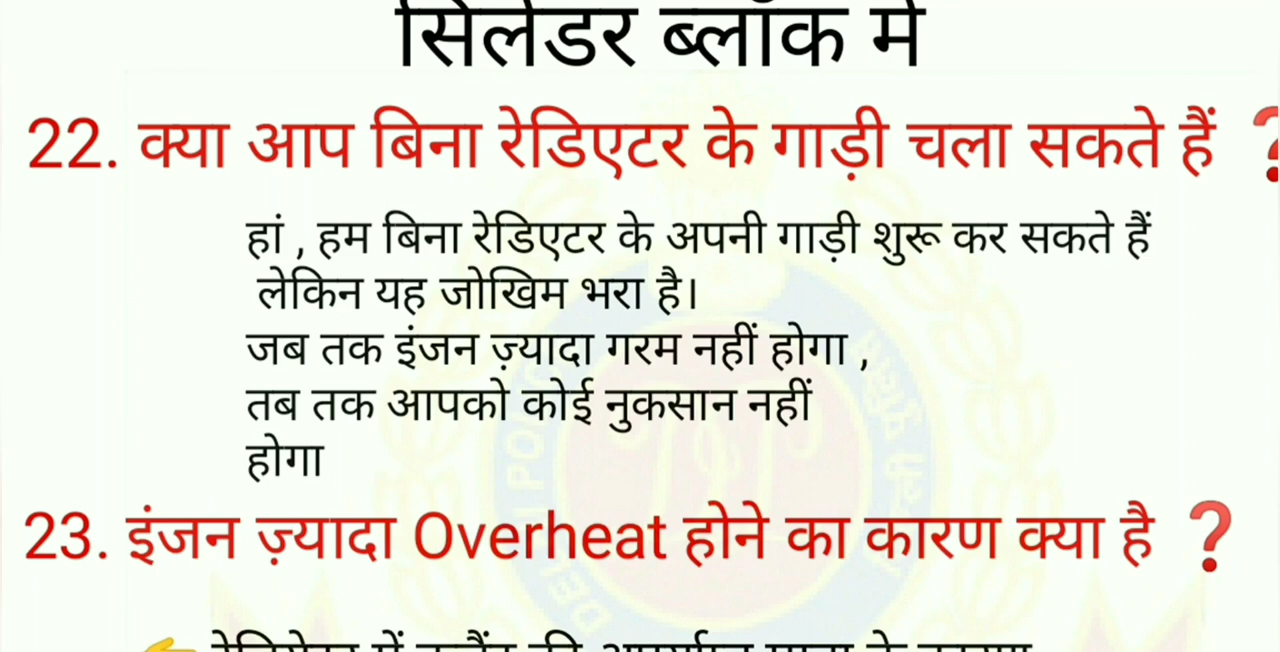 सिलेंडर ब्लॉक में
22. क्या आप बिना रेडिएटर के गाड़ी चला सकते हैं ?
हां , हम बिना रेडिएटर के अपनी गाड़ी शुरू कर सकते हैं
लेकिन यह जोखिम भरा है।
जब तक इंजन ज़्यादा गरम नहीं होगा ,
तब तक आपको कोई नुकसान नहीं
होगा
23. इंजन ज़्यादा Overheat होने का कारण क्या है ?